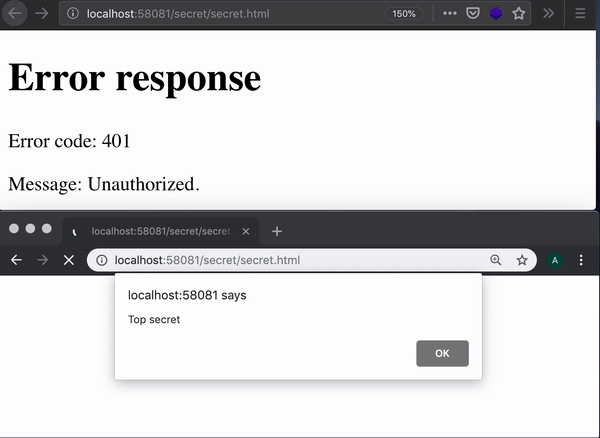 localhost:58081/secret/secret.html 150%
Error response
Error code: 401
Message: Unauthorized.
localhost:58081/secret/secret.
localhost:58081/secret/secret.html A
localhost:58081 says
Top secret
OK